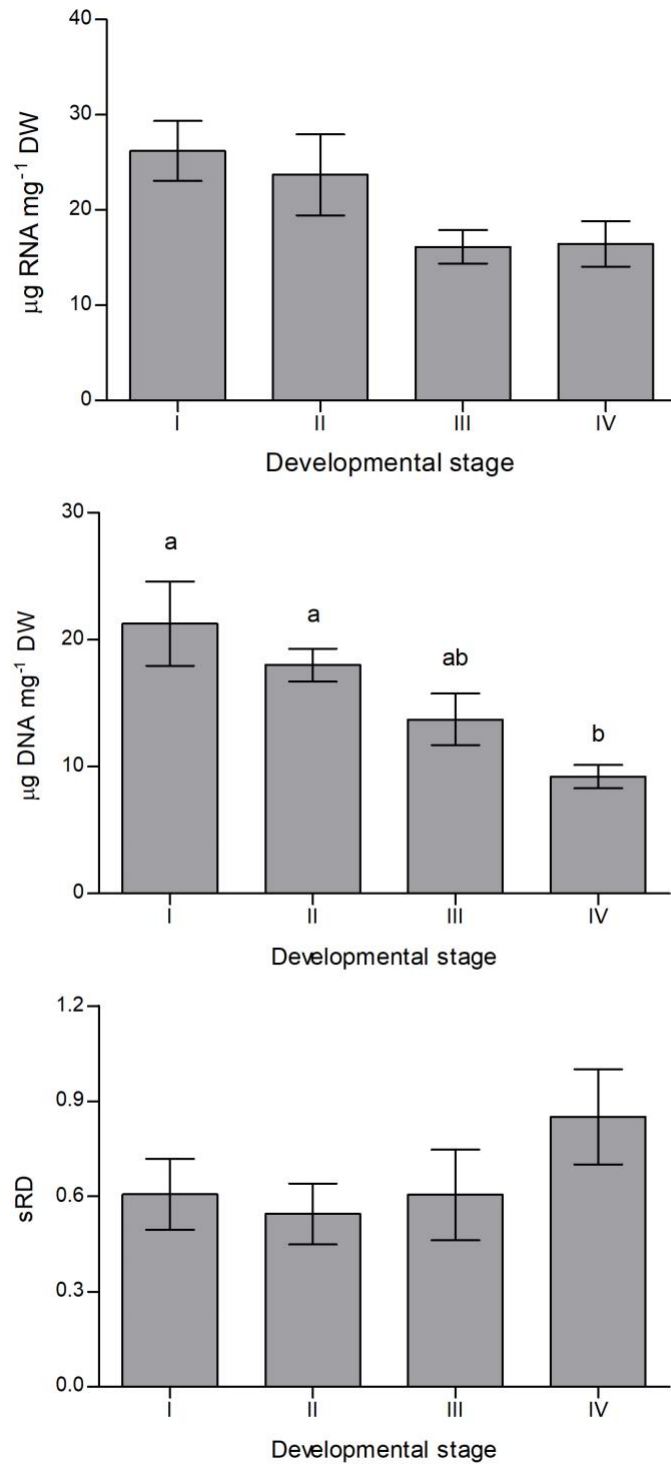 µg RNA mg⁻¹ DW
40
30
20
10
0
I II III IV
Developmental stage
µg DNA mg⁻¹ DW
30
20
10
0
a
a
ab
b
I II III IV
Developmental stage
sRD
1.2
0.9
0.6
0.3
0.0
I II III IV
Developmental stage